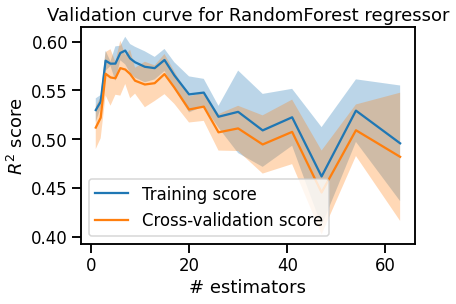 Validation curve for RandomForest regressor
0.60
0.55
0.50
0.45
0.40
R² score
Training score
Cross-validation score
0
20
40
60
# estimators